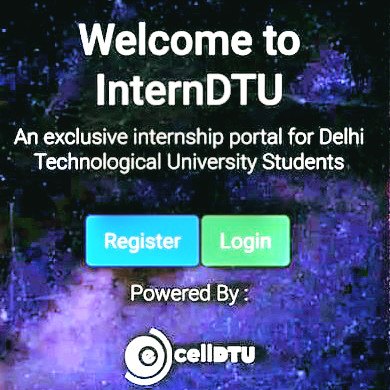 Welcome to
InternDTU
An exclusive internship portal for Delhi
Technological University Students
Register Login
Powered By :
e cellDTU